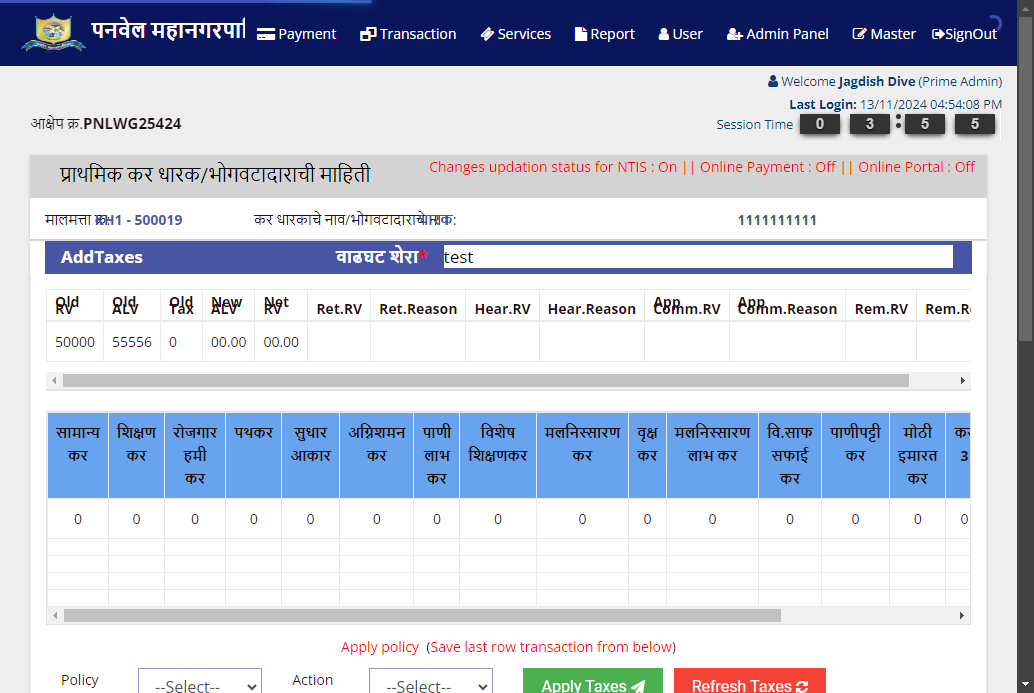 पनवेल महानगरपा Payment Transaction Services Report User Admin Panel Master SignOut
Welcome Jagdish Dive (Prime Admin)
Last Login: 13/11/2024 04:54:08 PM
आक्षेप क्र.PNLWG25424
Session Time 0 3 : 5 5
प्राथमिक कर धारक/भोगवटादाराची माहिती
Changes updation status for NTIS : On || Online Payment : Off || Online Portal : Off
मालमत्ता क्र. KH1 - 500019 कर धारकाचे नाव/भोगवटादाराचे नाव: 1111111111
AddTaxes वाढघट शेरा* test
Old RV Old ALV Old Tax New ALV Net RV Ret.RV Ret.Reason Hear.RV Hear.Reason App Comm.RV App Comm.Reason Rem.RV Rem.Re
50000 55556 0 00.00 00.00
सामान्य कर शिक्षण कर रोजगार हमी कर पथकर सुधार आकार अग्निशमन कर पाणी लाभ कर विशेष शिक्षणकर मलनिस्सारण कर वृक्ष कर मलनिस्सारण लाभ कर वि.साफ सफाई कर पाणीपट्टी कर मोठी इमारत कर कर 3
0 0 0 0 0 0 0 0 0 0 0 0 0 0 0
Apply policy (Save last row transaction from below)
Policy --Select-- Action --Select-- Apply Taxes Refresh Taxes